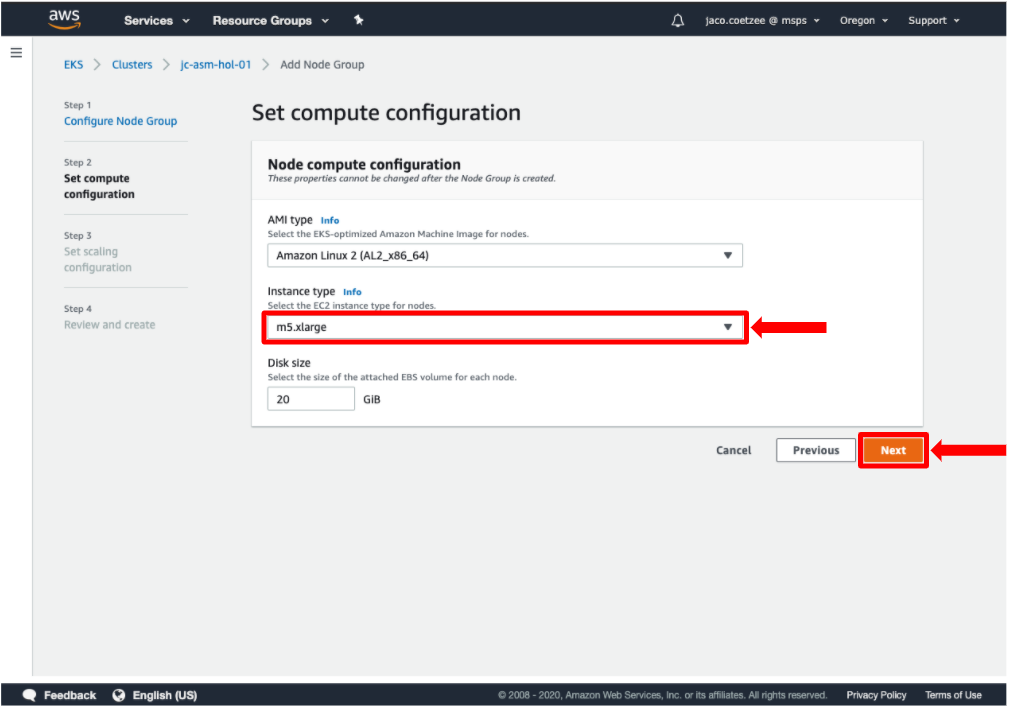 aws Services Resource Groups jaco.coetzee @ msps Oregon Support
EKS > Clusters > jc-asm-hol-01 > Add Node Group
Step 1
Configure Node Group
Step 2
Set compute
configuration
Step 3
Set scaling
configuration
Step 4
Review and create
Set compute configuration
Node compute configuration
These properties cannot be changed after the Node Group is created.
AMI type Info
Select the EKS-optimized Amazon Machine Image for nodes.
Amazon Linux 2 (AL2_x86_64)
Instance type Info
Select the EC2 instance type for nodes.
m5.xlarge
Disk size
Select the size of the attached EBS volume for each node.
20 GiB
Cancel Previous Next
Feedback English (US) © 2008 - 2020, Amazon Web Services, Inc. or its affiliates. All rights reserved. Privacy Policy Terms of Use